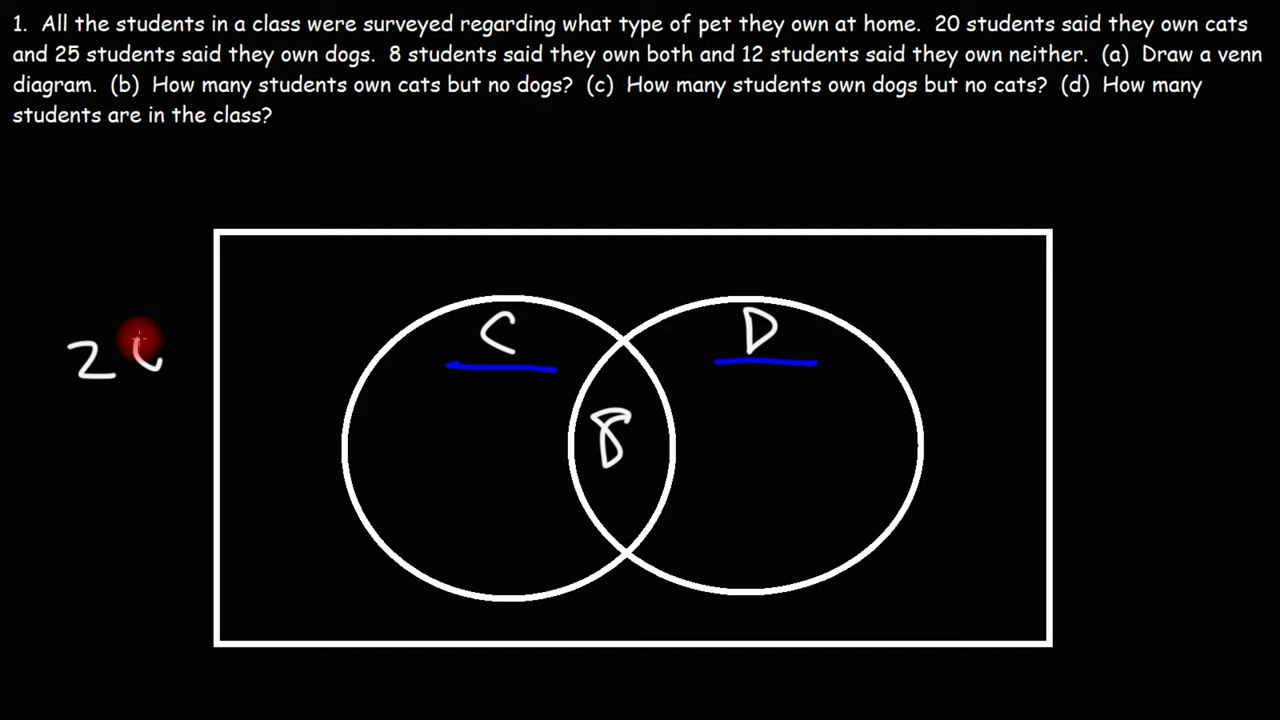 1. All the students in a class were surveyed regarding what type of pet they own at home. 20 students said they own cats
and 25 students said they own dogs. 8 students said they own both and 12 students said they own neither. (a) Draw a venn
diagram. (b) How many students own cats but no dogs? (c) How many students own dogs but no cats? (d) How many
students are in the class?
C D
20
8